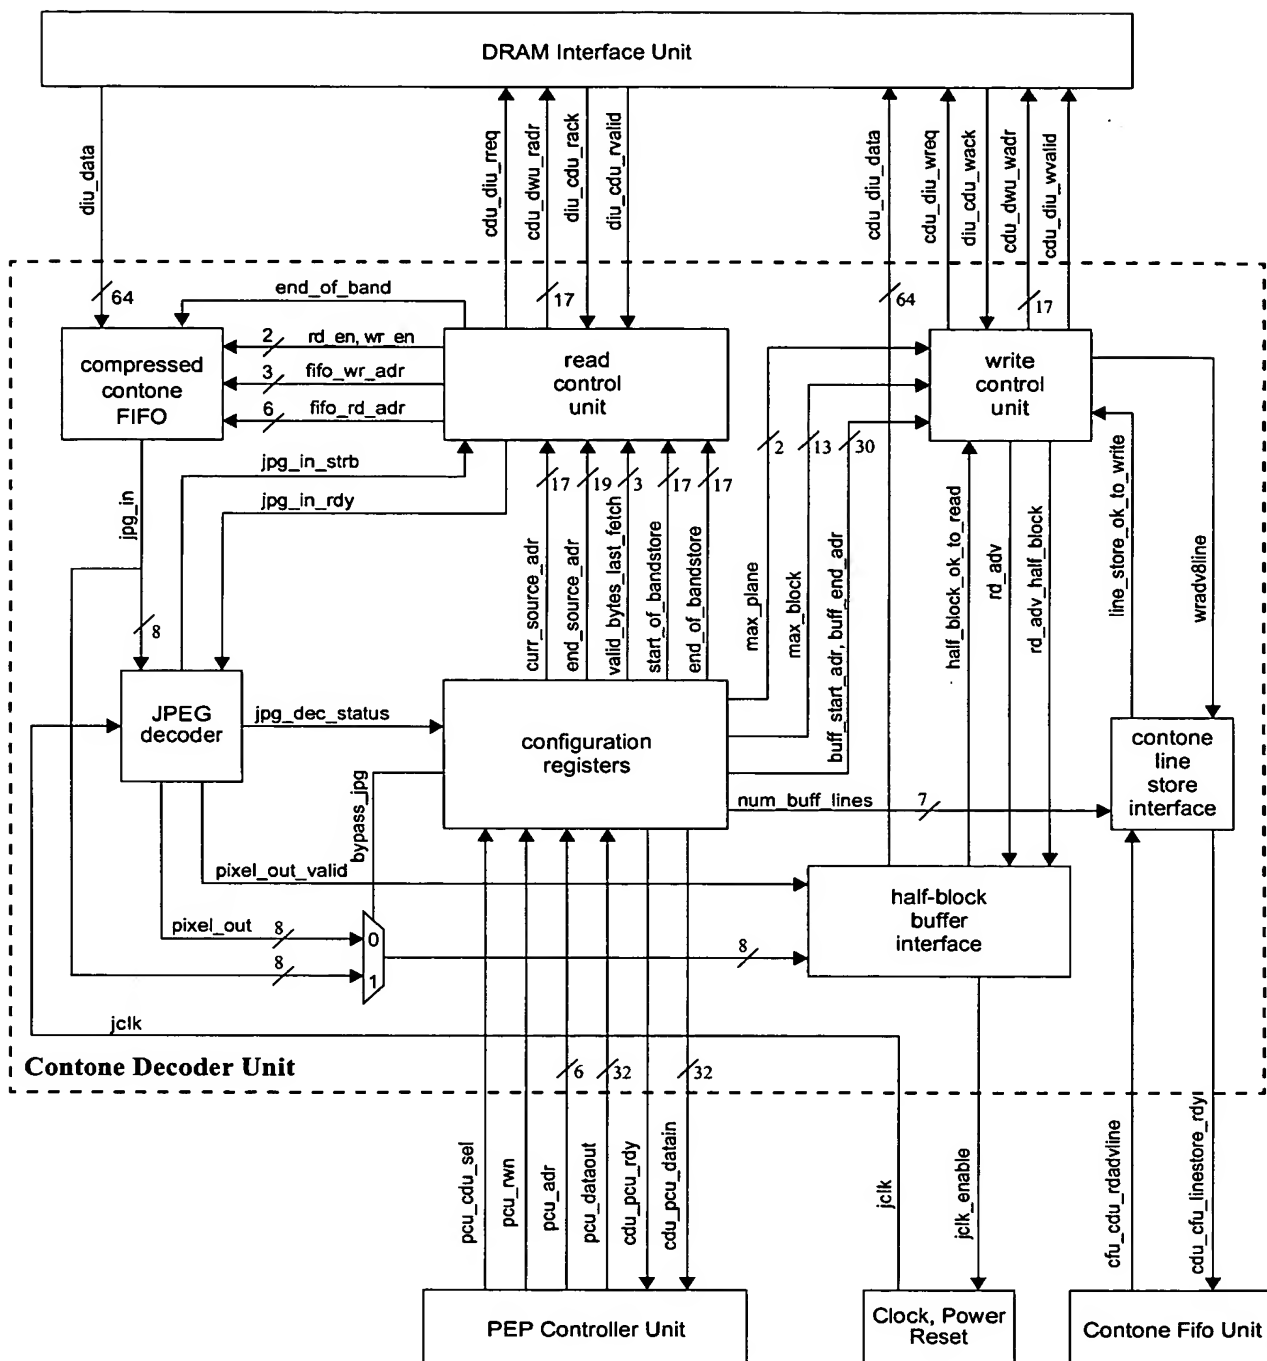 DRAM Interface Unit
diu_data
cdu_diu_rreq
cdu_dwu_radr
diu_cdu_rack
diu_cdu_rvalid
cdu_diu_data
cdu_diu_wreq
diu_cdu_wack
cdu_dwu_wadr
cdu_diu_wvalid
64
17
64
17
end_of_band
compressed
contone
FIFO
2
rd_en, wr_en
3
fifo_wr_adr
6
fifo_rd_adr
read
control
unit
write
control
unit
2
13
30
jpg_in_strb
jpg_in_rdy
jpg_in
8
17
19
3
17
17
curr_source_adr
end_source_adr
valid_bytes_last_fetch
start_of_bandstore
end_of_bandstore
max_plane
max_block
buff_start_adr, buff_end_adr
half_block_ok_to_read
rd_adv
rd_adv_half_block
line_store_ok_to_write
wradv8line
JPEG
decoder
jpg_dec_status
configuration
registers
contone
line
store
interface
bypass_jpg
num_buff_lines
7
pixel_out_valid
pixel_out
8
0
8
1
8
half-block
buffer
interface
jclk
Contone Decoder Unit
6
32
32
pcu_cdu_sel
pcu_rwn
pcu_adr
pcu_dataout
cdu_pcu_rdy
cdu_pcu_datain
jclk
jclk_enable
cfu_cdu_rdadvline
cdu_cfu_linestore_rdy
PEP Controller Unit
Clock, Power
Reset
Contone Fifo Unit